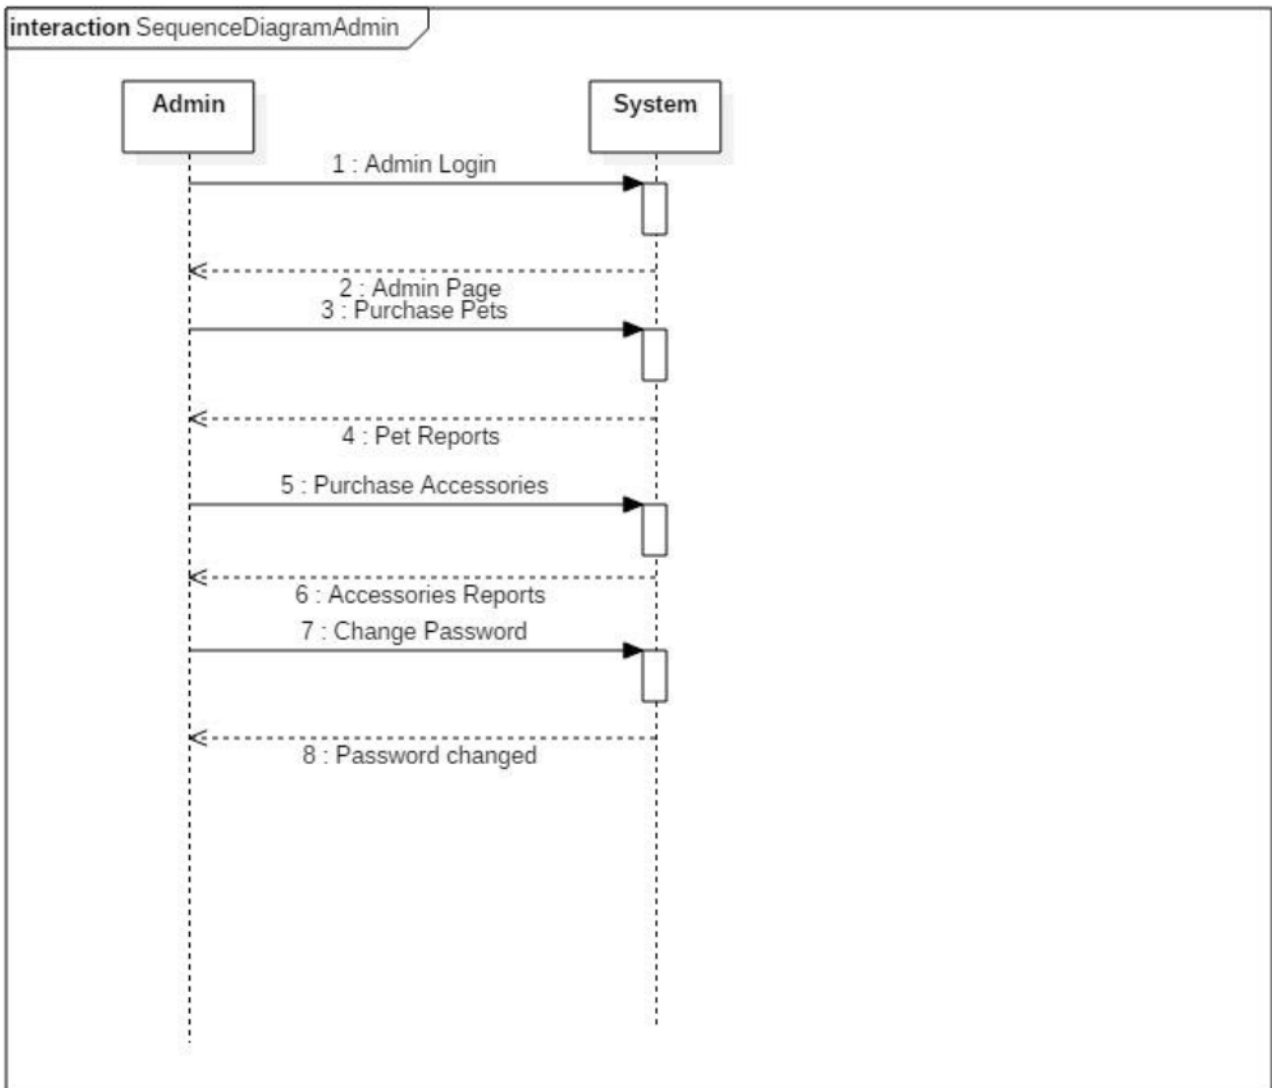 interaction SequenceDiagramAdmin
Admin
System
1 : Admin Login
2 : Admin Page
3 : Purchase Pets
4 : Pet Reports
5 : Purchase Accessories
6 : Accessories Reports
7 : Change Password
8 : Password changed